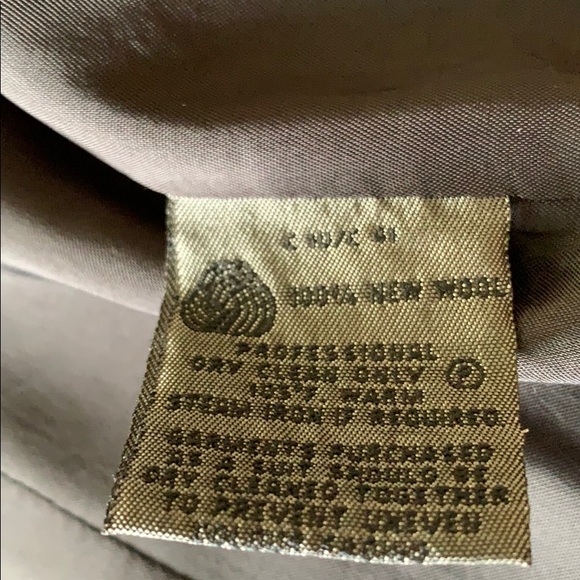 100% NEW WOOL
PROFESSIONAL
DRY CLEAN ONLY Ⓟ
JUST WARM
STEAM IRON IF REQUIRED
GARMENTS PURCHASED
AS A SUIT SHOULD BE
DRY CLEANED TOGETHER
TO PREVENT UNEVEN